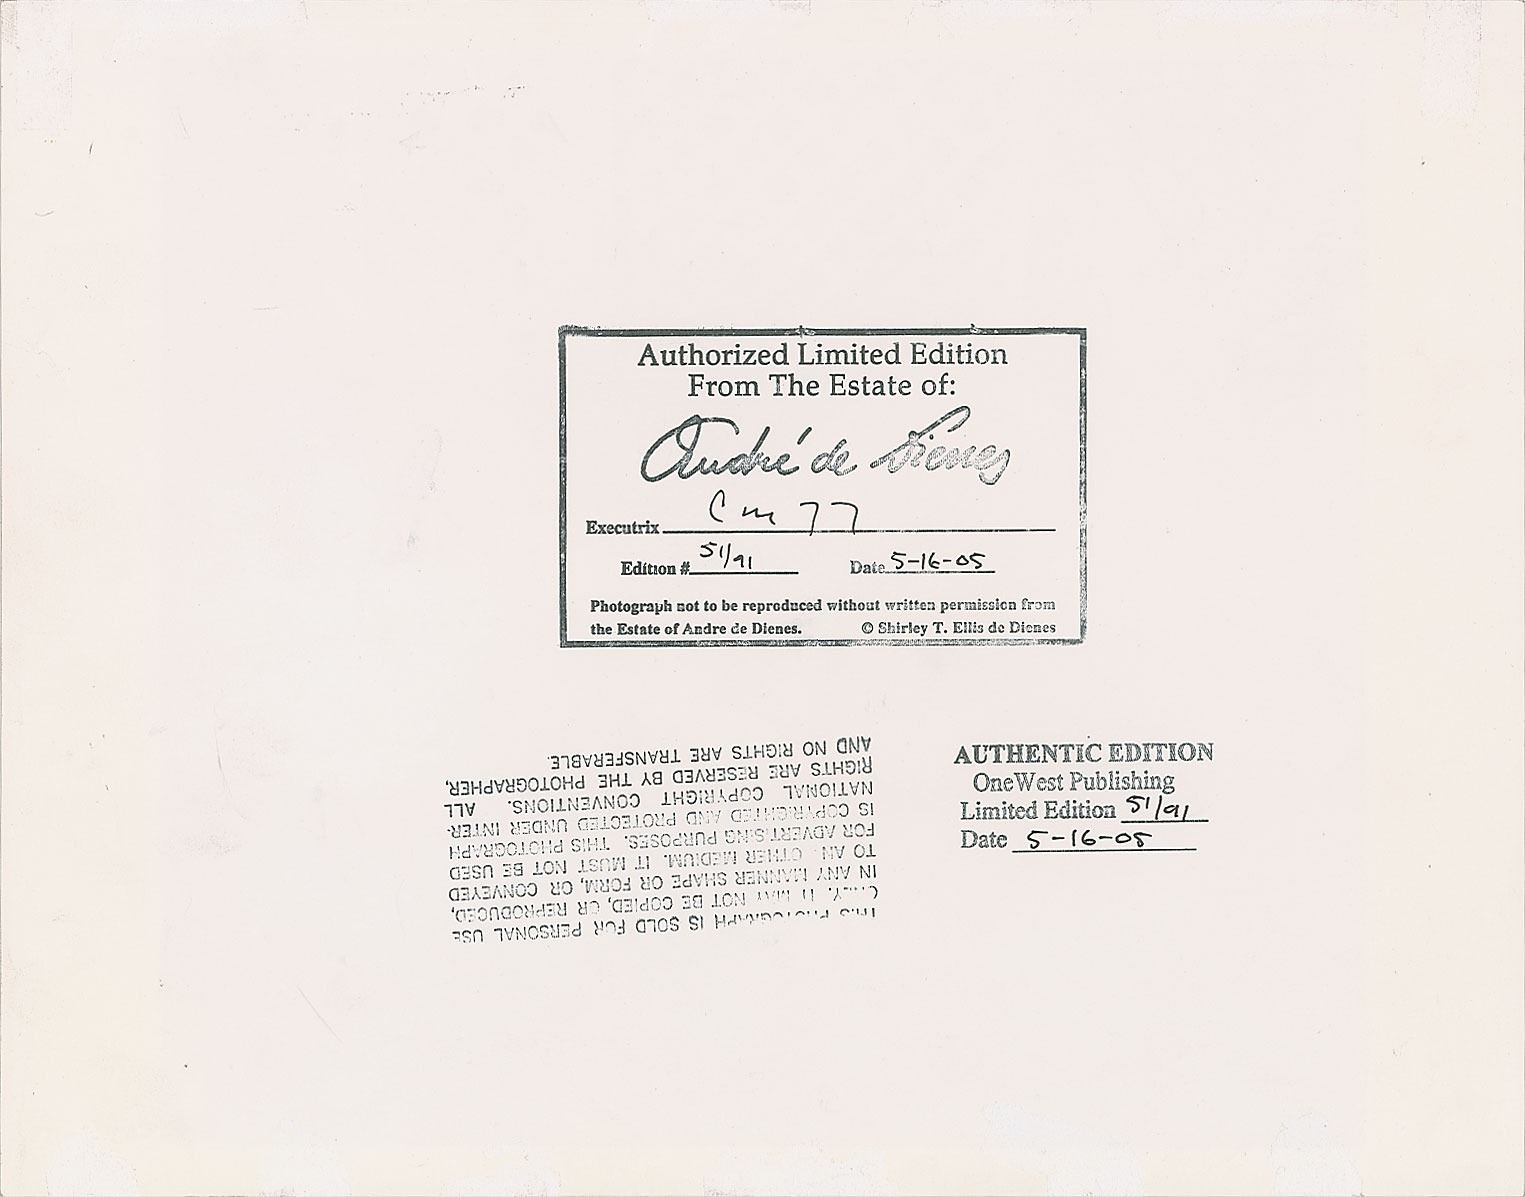 Authorized Limited Edition
From The Estate of:
André de Dienes
Executrix
Edition # 51/91 Date 5-16-05
Photograph not to be reproduced without written permission from
the Estate of Andre de Dienes. © Shirley T. Ellis de Dienes
AUTHENTIC EDITION
OneWest Publishing
Limited Edition 51/91
Date 5-16-05
THIS PHOTOGRAPH IS SOLD FOR PERSONAL USE
ONLY. IT MAY NOT BE COPIED, OR REPRODUCED,
IN ANY MANNER SHAPE OR FORM, OR CONVEYED
TO AN OTHER MEDIUM. IT MUST NOT BE USED
FOR ADVERTISING PURPOSES. THIS PHOTOGRAPH
IS COPYRIGHTED AND PROTECTED UNDER INTER-
NATIONAL COPYRIGHT CONVENTIONS. ALL
RIGHTS ARE RESERVED BY THE PHOTOGRAPHER,
AND NO RIGHTS ARE TRANSFERABLE.